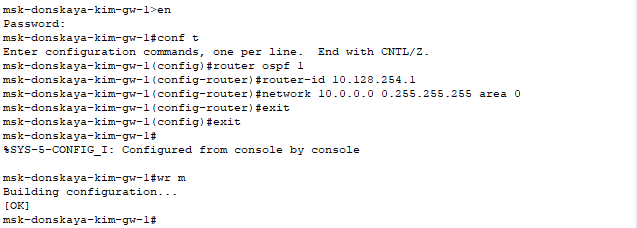 msk-donskaya-kim-gw-1>en
Password:
msk-donskaya-kim-gw-1#conf t
Enter configuration commands, one per line.  End with CNTL/Z.
msk-donskaya-kim-gw-1(config)#router ospf 1
msk-donskaya-kim-gw-1(config-router)#router-id 10.128.254.1
msk-donskaya-kim-gw-1(config-router)#network 10.0.0.0 0.255.255.255 area 0
msk-donskaya-kim-gw-1(config-router)#exit
msk-donskaya-kim-gw-1(config)#exit
msk-donskaya-kim-gw-1#
%SYS-5-CONFIG_I: Configured from console by console
msk-donskaya-kim-gw-1#wr m
Building configuration...
[OK]
msk-donskaya-kim-gw-1#